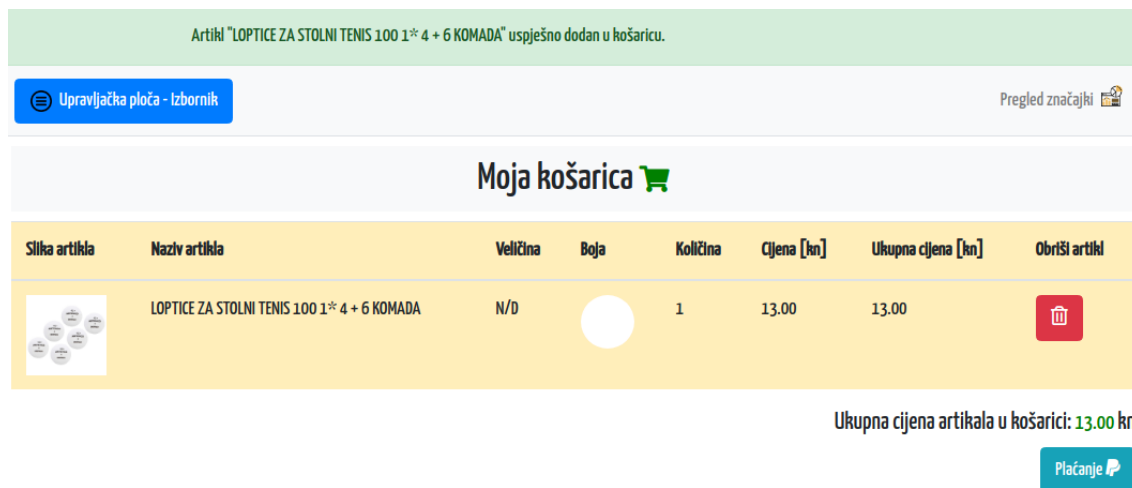 Artikl "LOPTICE ZA STOLNI TENIS 100 1* 4 + 6 KOMADA" uspješno dodan u košaricu.
Upravljačka ploča - Izbornik
Pregled značajki
Moja košarica
Slika artikla Naziv artikla Veličina Boja Količina Cijena [kn] Ukupna cijena [kn] Obriši artikl
LOPTICE ZA STOLNI TENIS 100 1* 4 + 6 KOMADA N/D 1 13.00 13.00
Ukupna cijena artikala u košarici: 13.00 kn
Plaćanje